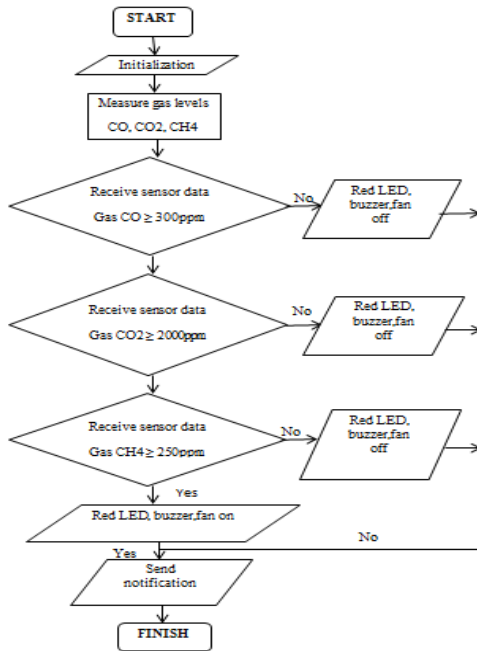 START
Initialization
Measure gas levels
CO, CO2, CH4
Receive sensor data
Gas CO ≥ 300ppm
No
Red LED,
buzzer,fan
off
Receive sensor data
Gas CO2 ≥ 2000ppm
No
Red LED,
buzzer,fan
off
Receive sensor data
Gas CH4 ≥ 250ppm
No
Red LED,
buzzer,fan
off
Yes
Red LED, buzzer,fan on
No
Yes
Send
notification
FINISH